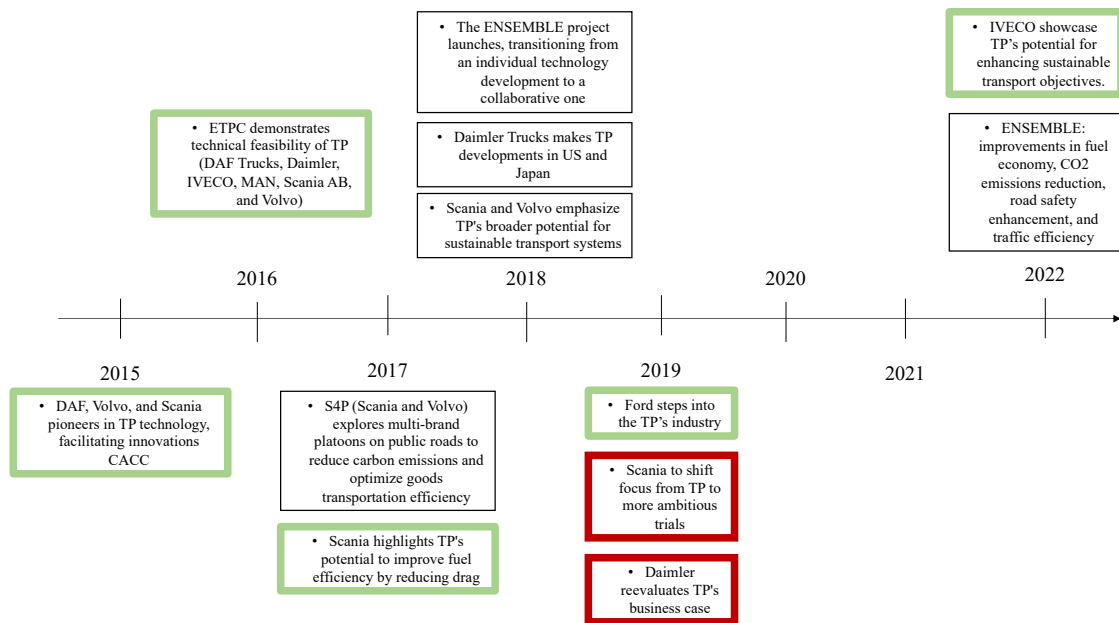 • The ENSEMBLE project
launches, transitioning from
an individual technology
development to a
collaborative one
• IVECO showcase
TP's potential for
enhancing sustainable
transport objectives.
• ETPC demonstrates
technical feasibility of TP
(DAF Trucks, Daimler,
IVECO, MAN, Scania AB,
and Volvo)
• Daimler Trucks makes TP
developments in US and
Japan
• ENSEMBLE:
improvements in fuel
economy, CO2
emissions reduction,
road safety
enhancement, and
traffic efficiency
• Scania and Volvo emphasize
TP's broader potential for
sustainable transport systems
2016
2018
2020
2022
2015
2017
2019
2021
• DAF, Volvo, and Scania
pioneers in TP technology,
facilitating innovations
CACC
• S4P (Scania and Volvo)
explores multi-brand
platoons on public roads to
reduce carbon emissions and
optimize goods
transportation efficiency
• Ford steps into
the TP's industry
• Scania to shift
focus from TP to
more ambitious
trials
• Scania highlights TP's
potential to improve fuel
efficiency by reducing drag
• Daimler
reevaluates TP's
business case